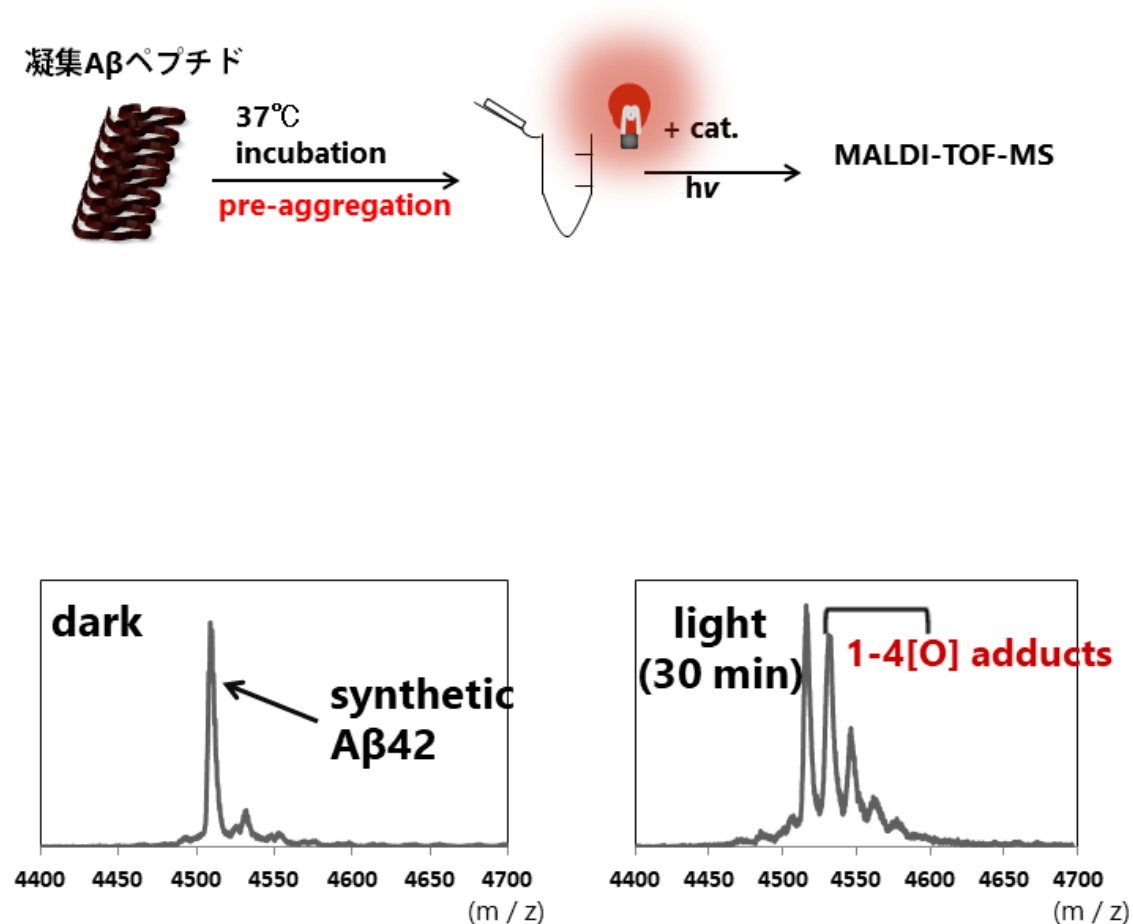 凝集Aβペプチド
37℃
incubation
pre-aggregation
+ cat.
hv
MALDI-TOF-MS
dark
synthetic
Aβ42
4400 4450 4500 4550 4600 4650 4700
(m / z)
light
(30 min)
1-4[O] adducts
4400 4450 4500 4550 4600 4650 4700
(m / z)